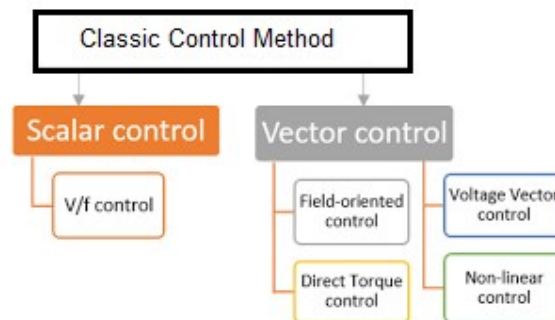 Classic Control Method
Scalar control
Vector control
V/f control
Field-oriented
control
Voltage Vector
control
Direct Torque
control
Non-linear
control